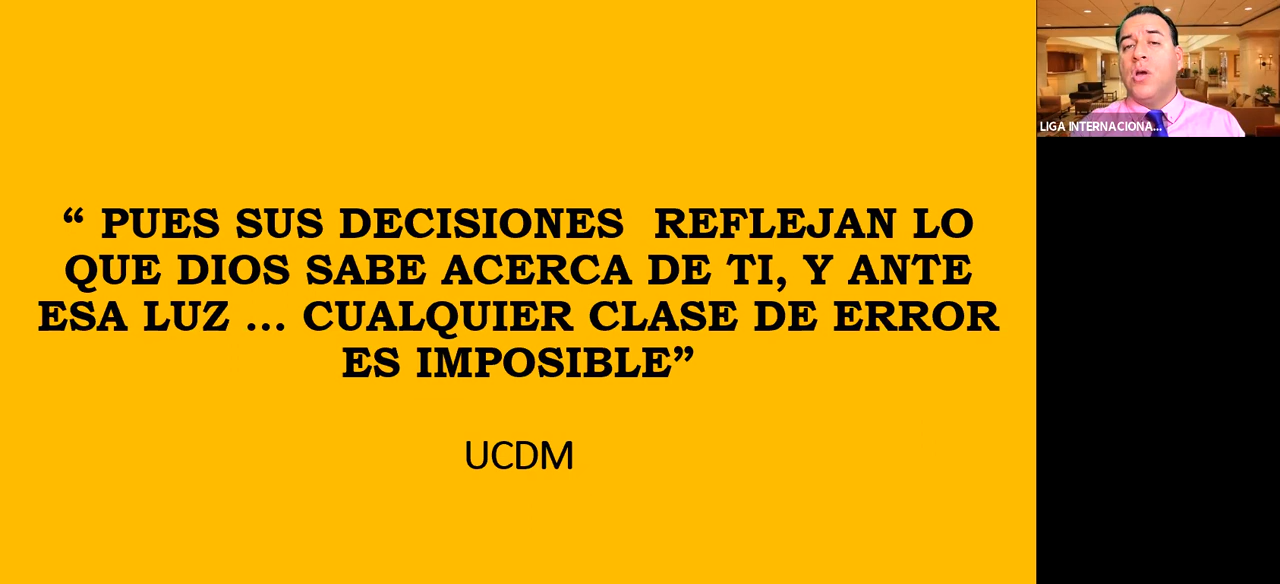 “ PUES SUS DECISIONES  REFLEJAN LO
QUE DIOS SABE ACERCA DE TI, Y ANTE
ESA LUZ ... CUALQUIER CLASE DE ERROR
ES IMPOSIBLE”
UCDM
LIGA INTERNACIONA...